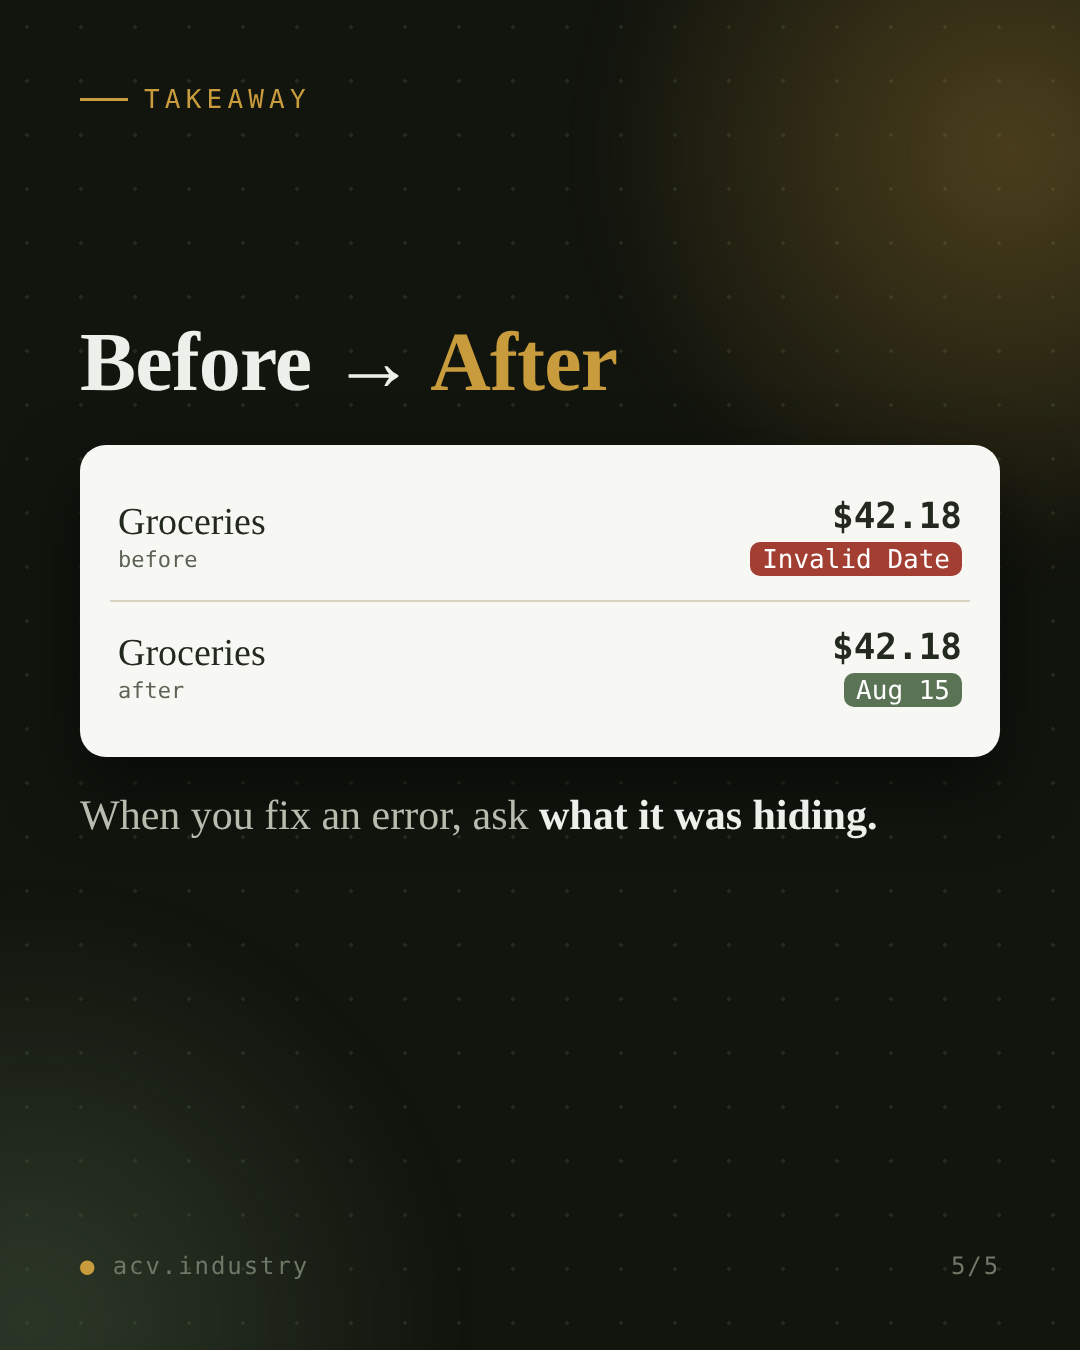 TAKEAWAY
Before → After
Groceries
before
$42.18
Invalid Date
Groceries
after
$42.18
Aug 15
When you fix an error, ask what it was hiding.
acv.industry
5/5